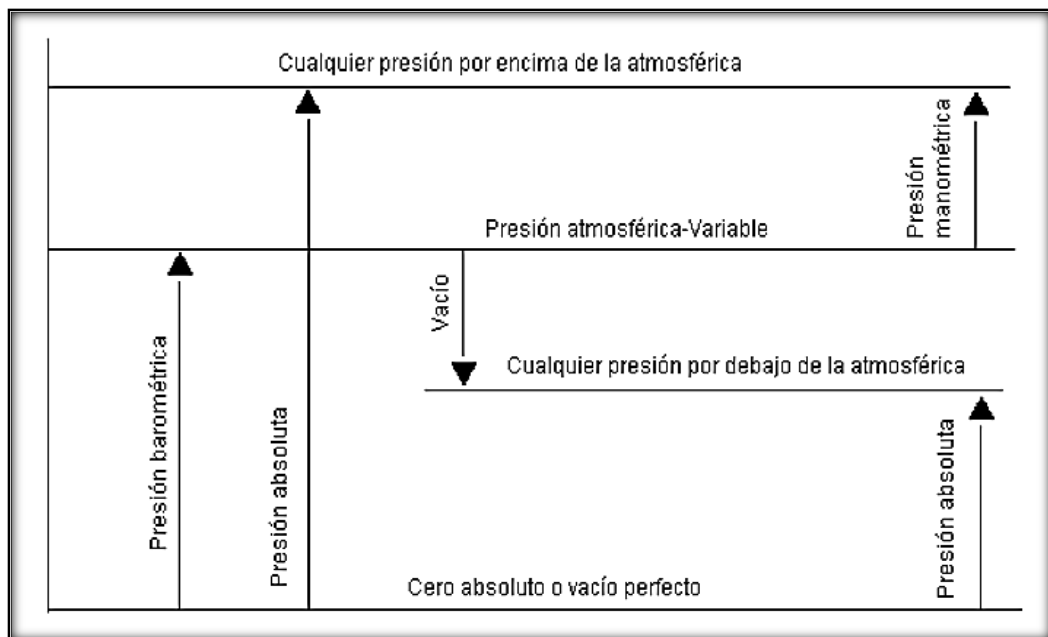 Cualquier presión por encima de la atmosférica
Presión
manométrica
Presión atmosférica-Variable
Vacío
Cualquier presión por debajo de la atmosférica
Presión barométrica
Presión absoluta
Presión absoluta
Cero absoluto o vacío perfecto